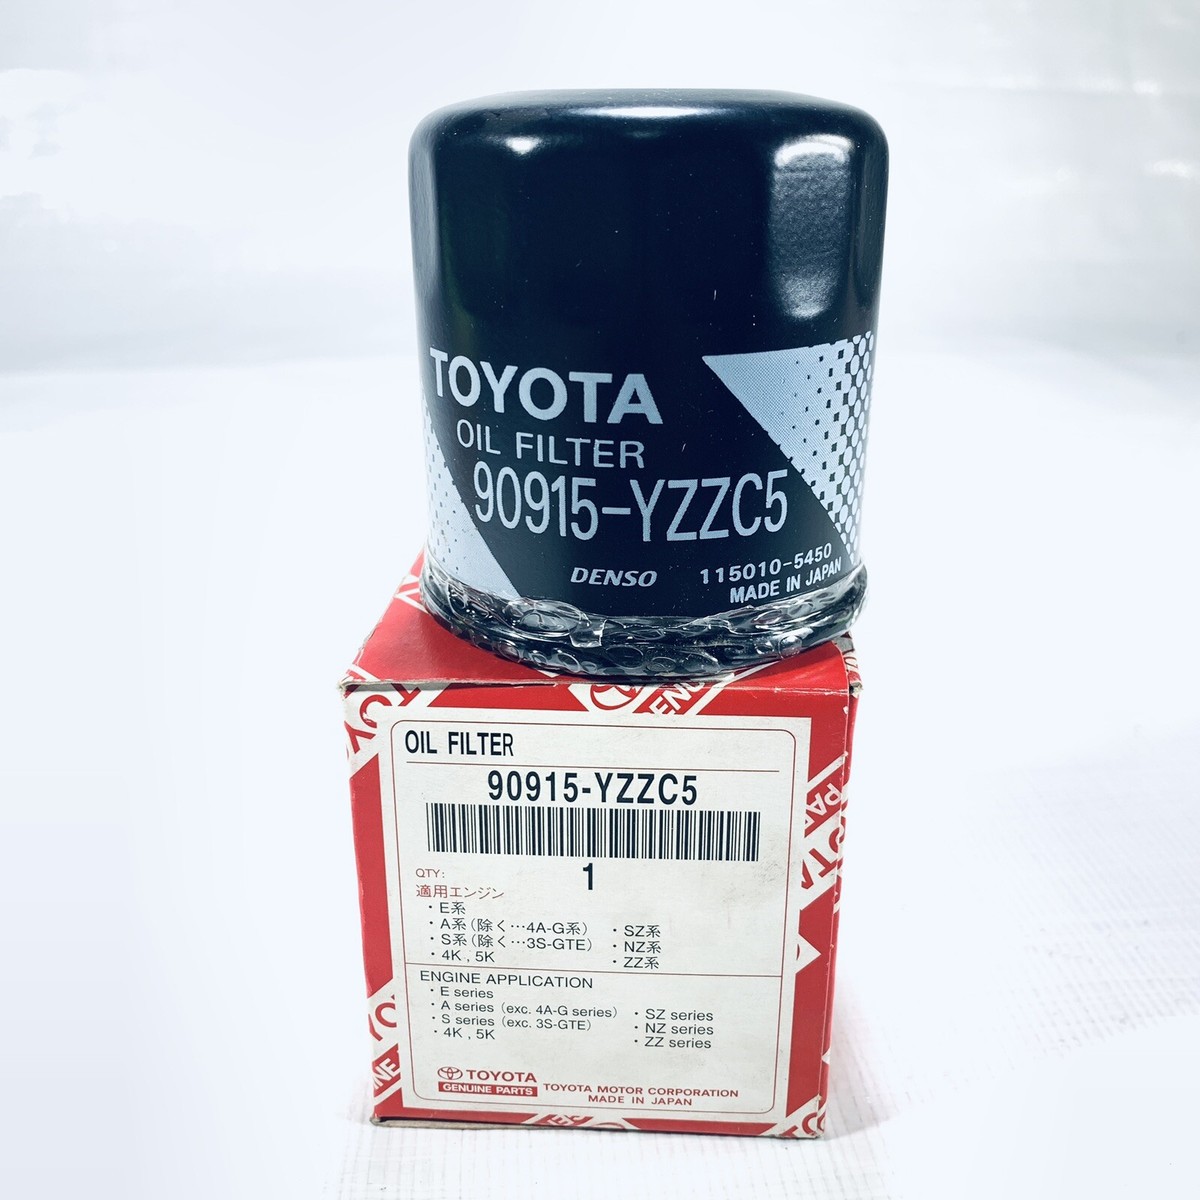 TOYOTA
OIL FILTER
90915-YZZC5
DENSO
115010-5450
MADE IN JAPAN
OIL FILTER
90915-YZZC5
QTY: 1
適用エンジン
・E系
・A系(除く…4A-G系)
・S系(除く…3S-GTE)
・4K , 5K
・SZ系
・NZ系
・ZZ系
ENGINE APPLICATION
・E series
・A series (exc. 4A-G series)
・S series (exc. 3S-GTE)
・4K , 5K
・SZ series
・NZ series
・ZZ series
TOYOTA
GENUINE PARTS
TOYOTA MOTOR CORPORATION
MADE IN JAPAN